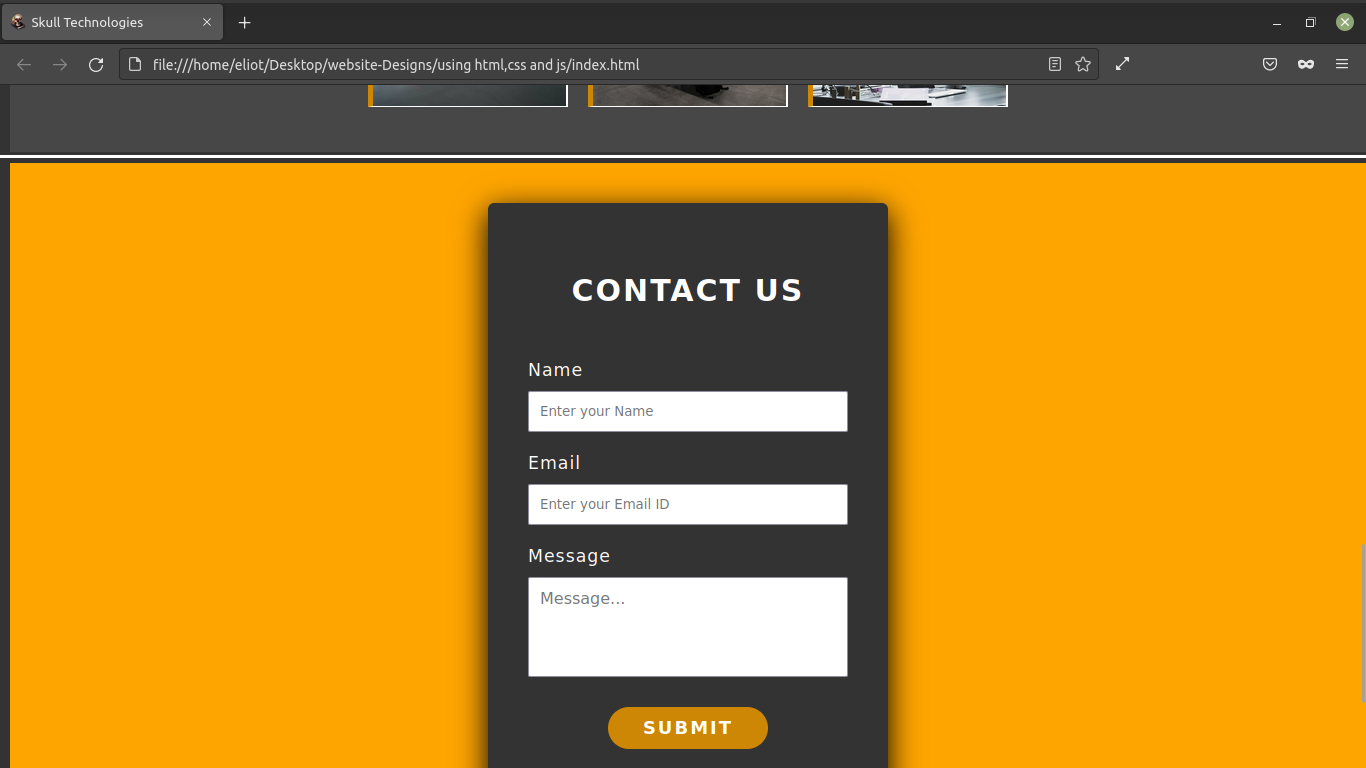 Skull Technologies
file:///home/eliot/Desktop/website-Designs/using html,css and js/index.html
CONTACT US
Name
Enter your Name
Email
Enter your Email ID
Message
Message...
SUBMIT